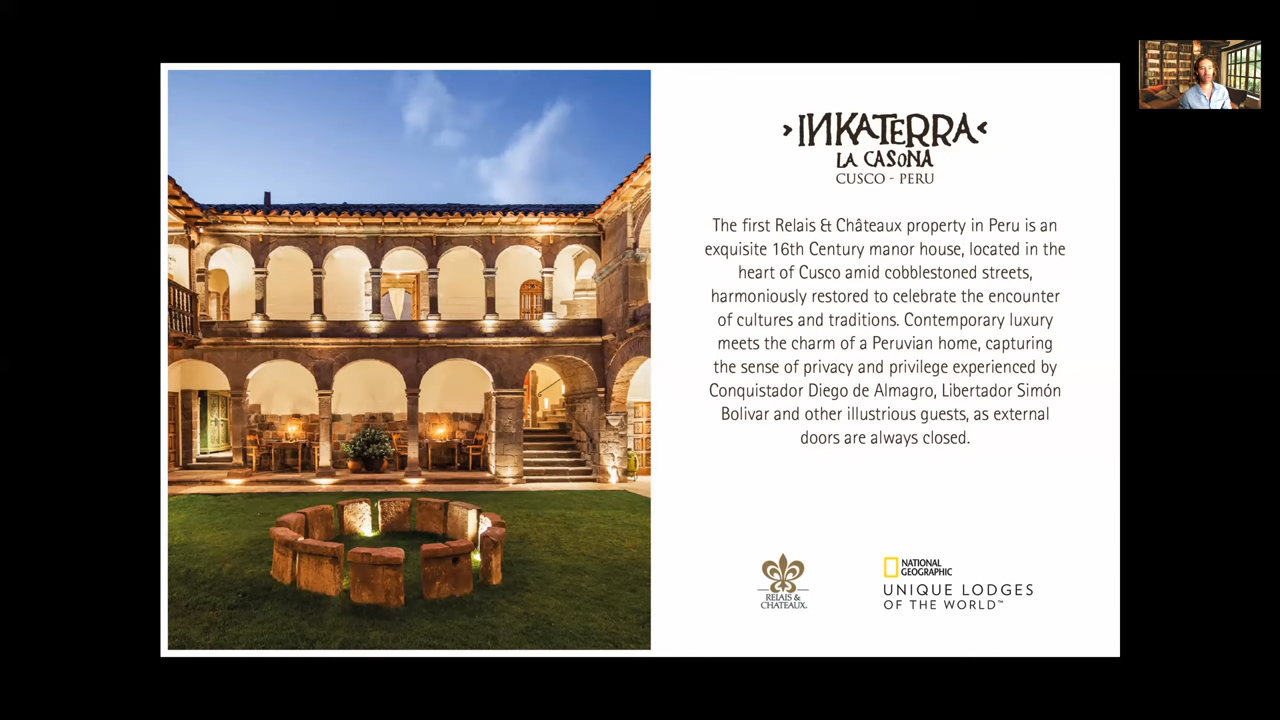 INKATERRA
LA CASONA
CUSCO - PERU
The first Relais & Châteaux property in Peru is an
exquisite 16th Century manor house, located in the
heart of Cusco amid cobblestoned streets,
harmoniously restored to celebrate the encounter
of cultures and traditions. Contemporary luxury
meets the charm of a Peruvian home, capturing
the sense of privacy and privilege experienced by
Conquistador Diego de Almagro, Libertador Simón
Bolivar and other illustrious guests, as external
doors are always closed.
RELAIS &
CHATEAUX.
NATIONAL
GEOGRAPHIC
UNIQUE LODGES
OF THE WORLD™